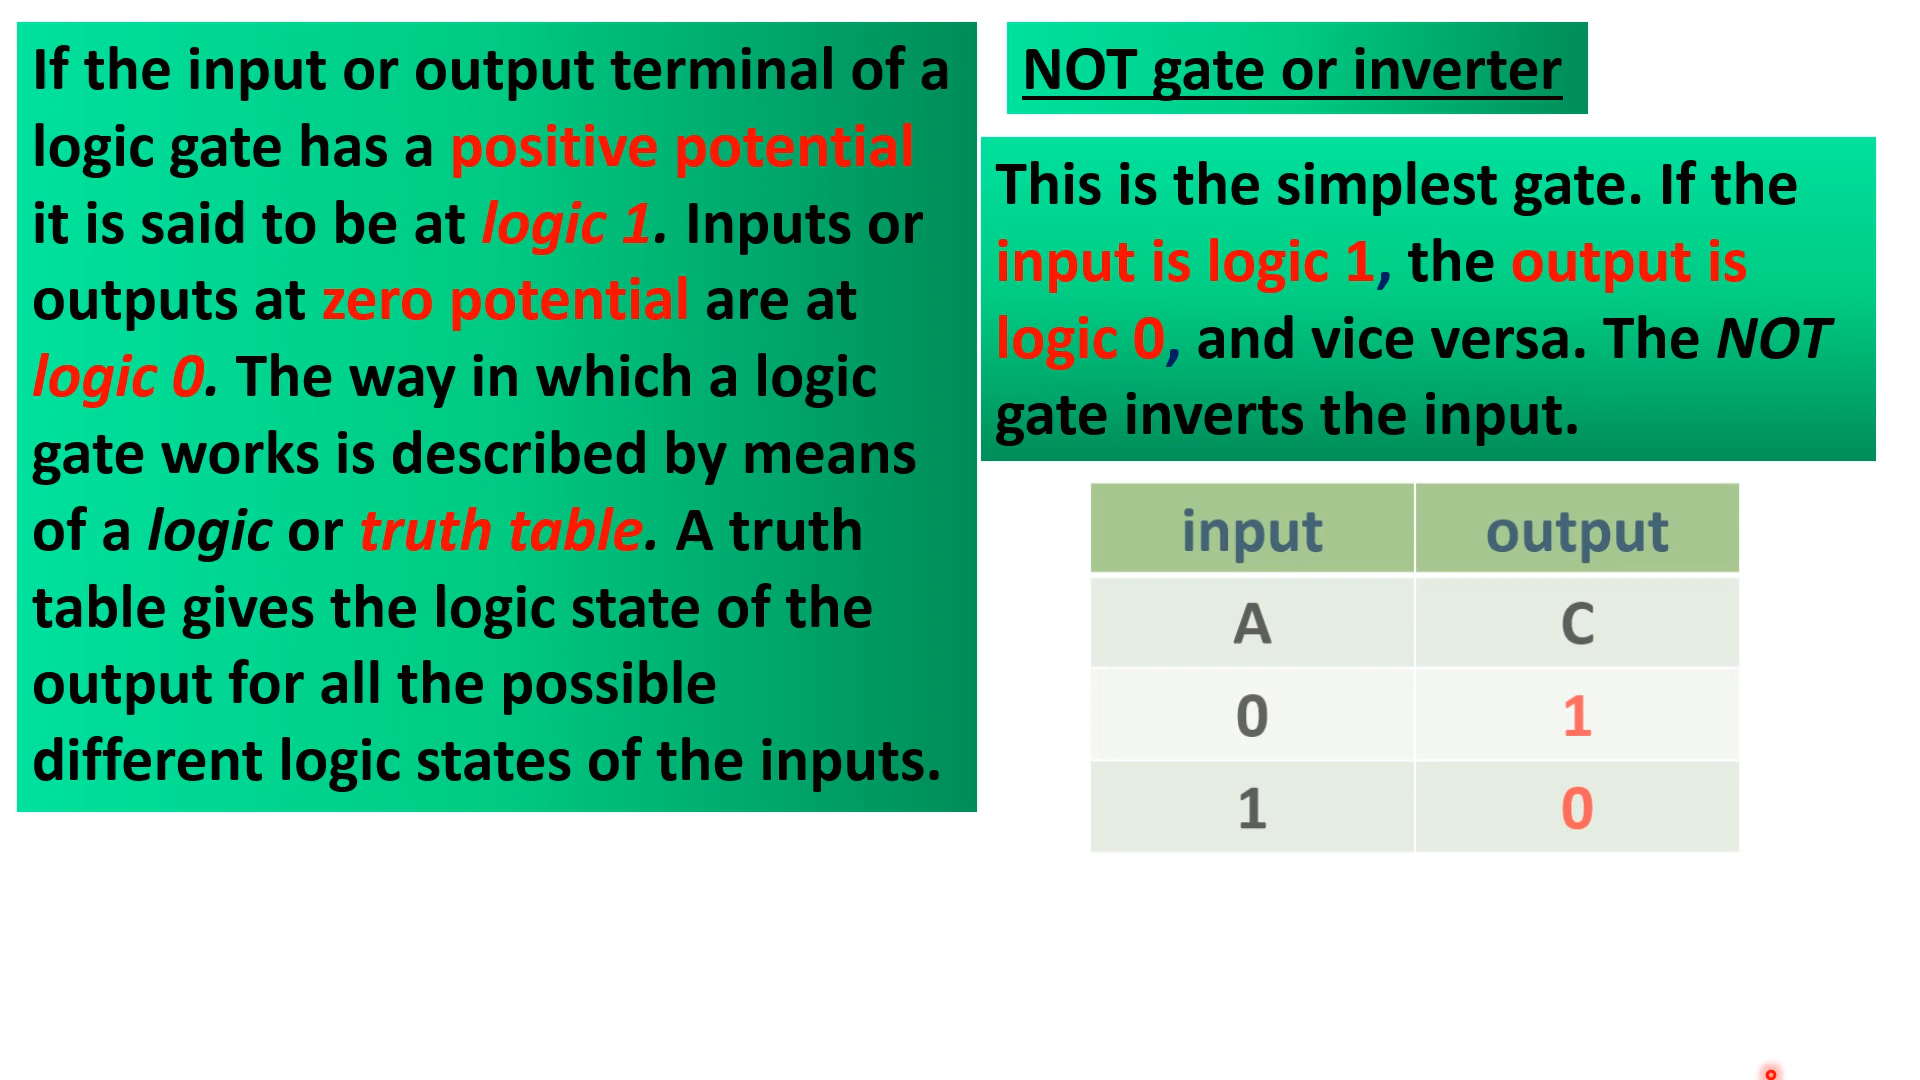 If the input or output terminal of a
logic gate has a positive potential
it is said to be at logic 1. Inputs or
outputs at zero potential are at
logic 0. The way in which a logic
gate works is described by means
of a logic or truth table. A truth
table gives the logic state of the
output for all the possible
different logic states of the inputs.
NOT gate or inverter
This is the simplest gate. If the
input is logic 1, the output is
logic 0, and vice versa. The NOT
gate inverts the input.
input output
A C
0 1
1 0